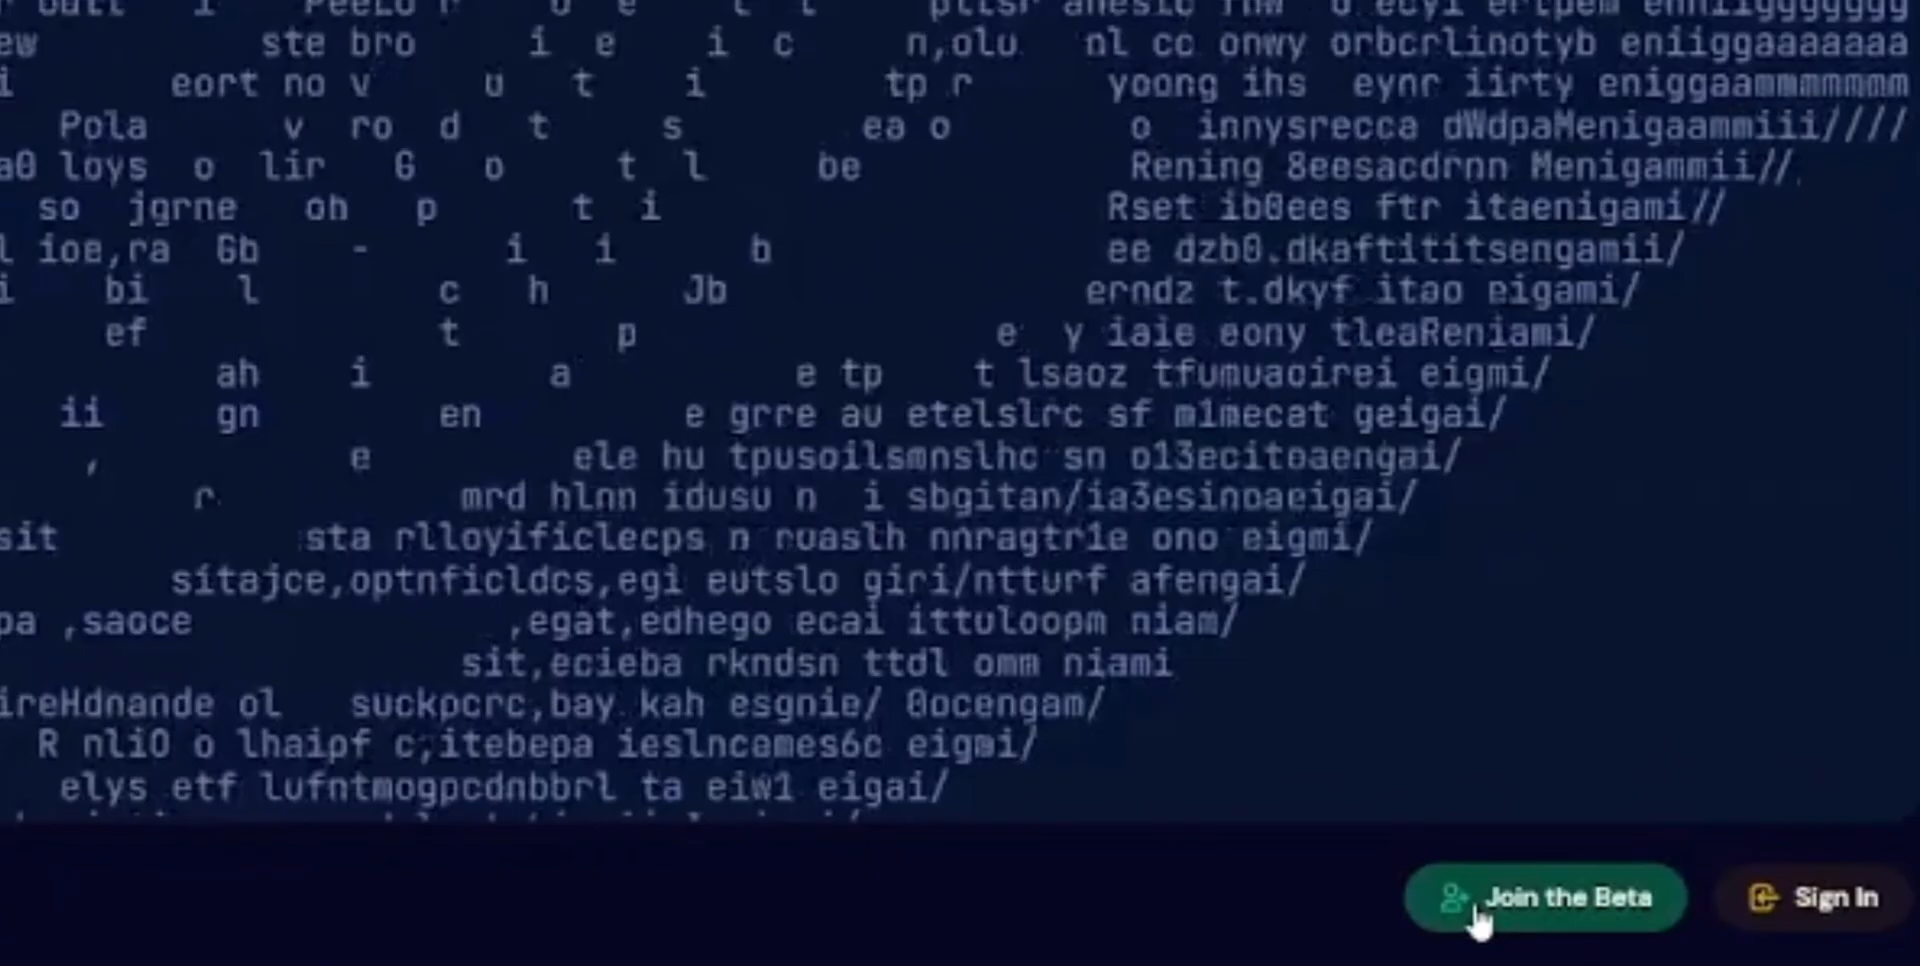 ew ste bro i e i c n,olu nl cc onwy orbcrlinotyb eniiggaaaaaaa
i eort no v u t i tp r yoong ihs eynr iirty eniggaammmmmmm
Pola v ro d t s ea o o innysrecca dWdpaMenigaammiii////
a0 loys o lir G o t l be Rening 8eesacdrnn Menigammii//
so jgrne oh p t i Rset ib0ees ftr itaenigami//
l ioe,ra Gb - i i b ee dzb0.dkaftititsengamii/
i bi l c h Jb erndz t.dkyf itao eigami/
ef t p e y iaie eony tleaReniami/
ah i a e tp t lsaoz tfumuaoirei eigmi/
ii gn en e grre au etelslrc sf m1mecat geigai/
, e ele hu tpusoilsmnslhc sn o13ecitoaengai/
r mrd hlnn idusu n i sbgitan/ia3esinoaeigai/
sit sta rlloyificlecps n ruaslh nnragtr1e ono eigmi/
sitajce,optnficldcs,egi eutslo giri/ntturf afengai/
pa ,saoce ,egat,edhego ecai ittuloopm niam/
sit,ecieba rkndsn ttdl omm niami
ireHdnande ol suckpcrc,bay kah esgnie/ 0ocengam/
R nliO o lhaipf c,itebepa ieslncemes6c eigmi/
elys etf lufntmogpcdnbbrl ta eiw1 eigai/
Join the Beta
Sign In